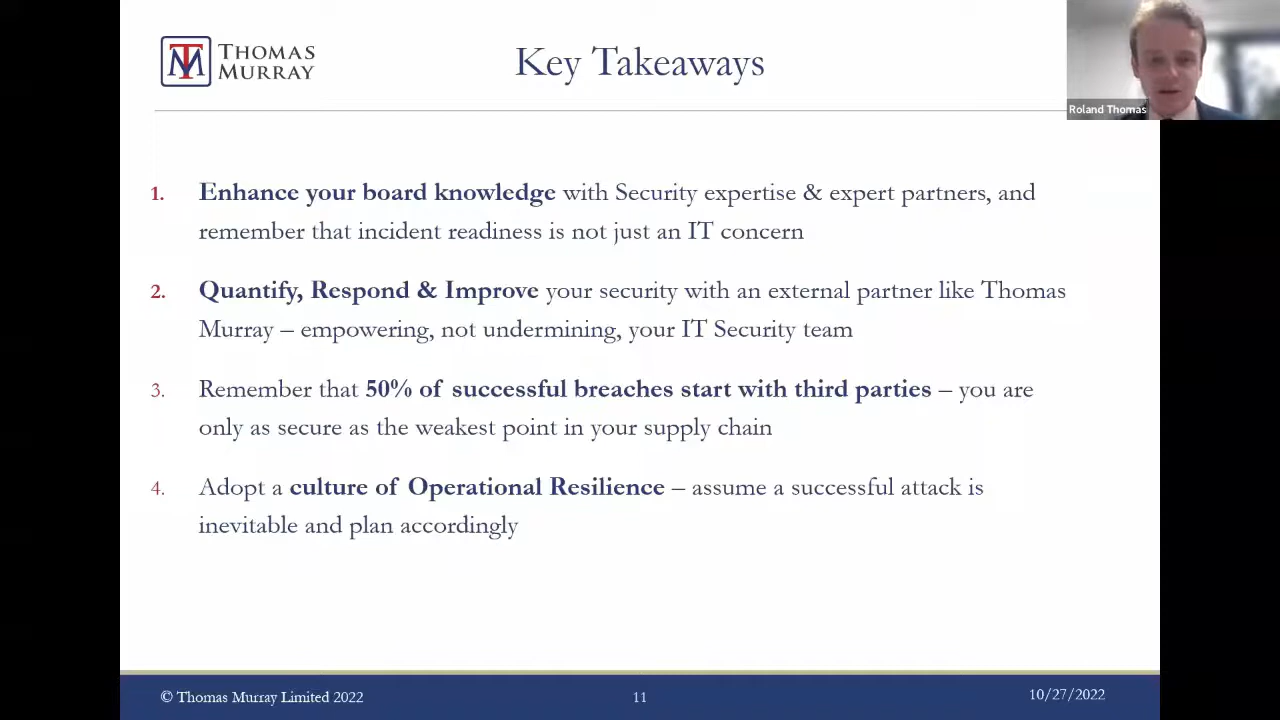 THOMAS
MURRAY
Key Takeaways
Roland Thomas
1. Enhance your board knowledge with Security expertise & expert partners, and
remember that incident readiness is not just an IT concern
2. Quantify, Respond & Improve your security with an external partner like Thomas
Murray – empowering, not undermining, your IT Security team
3. Remember that 50% of successful breaches start with third parties – you are
only as secure as the weakest point in your supply chain
4. Adopt a culture of Operational Resilience – assume a successful attack is
inevitable and plan accordingly
© Thomas Murray Limited 2022
11
10/27/2022